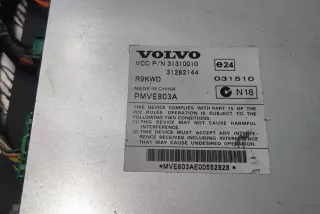 VOLVO
VCC P/N 31310010
31282144
e24
R9KWD
031510
MADE IN CHINA
N18
PMVE803A
THIS DEVICE COMPLIES WITH PART 15 OF THE
FCC RULES. OPERATION IS SUBJECT TO THE
FOLLOWING TWO CONDITIONS:
(1) THIS DEVICE MAY NOT CAUSE HARMFUL
INTERFERENCE.
(2) THIS DEVICE MUST ACCEPT ANY INTERFE-
RENCE RECEIVED INCLUDING INTERFERENCE
THAT MAY CAUSE UNDESIRED OPERATION.
*MVE803AE00552828*